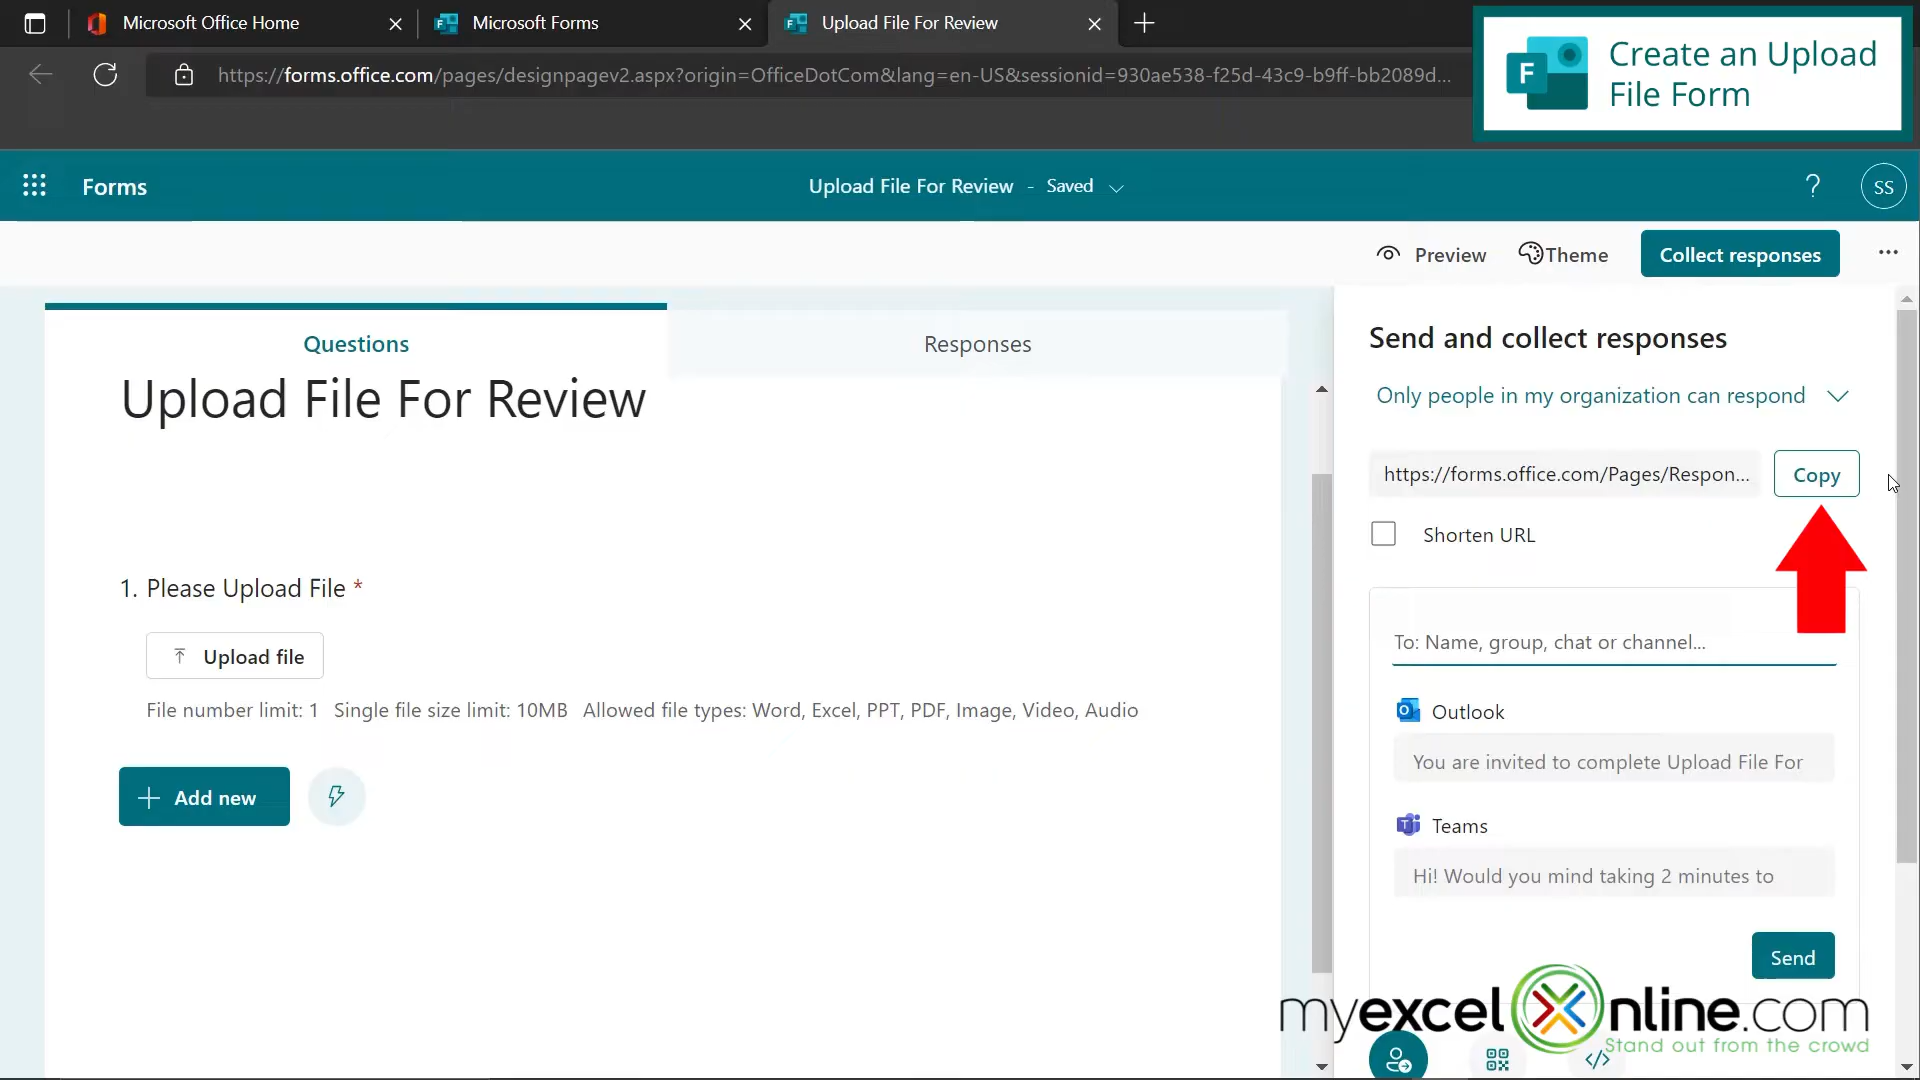 Microsoft Office Home
Microsoft Forms
Upload File For Review
https://forms.office.com/pages/designpagev2.aspx?origin=OfficeDotCom&lang=en-US&sessionid=930ae538-f25d-43c9-b9ff-bb2089d...
F
Create an Upload
File Form
Forms
Upload File For Review - Saved
?
SS
Preview
Theme
Collect responses
Questions
Responses
Upload File For Review
1. Please Upload File *
Upload file
File number limit: 1 Single file size limit: 10MB Allowed file types: Word, Excel, PPT, PDF, Image, Video, Audio
Add new
Send and collect responses
Only people in my organization can respond
https://forms.office.com/Pages/Respon...
Copy
Shorten URL
To: Name, group, chat or channel...
Outlook
You are invited to complete Upload File For
Teams
Hi! Would you mind taking 2 minutes to
Send
myexcelonline.com
Stand out from the crowd